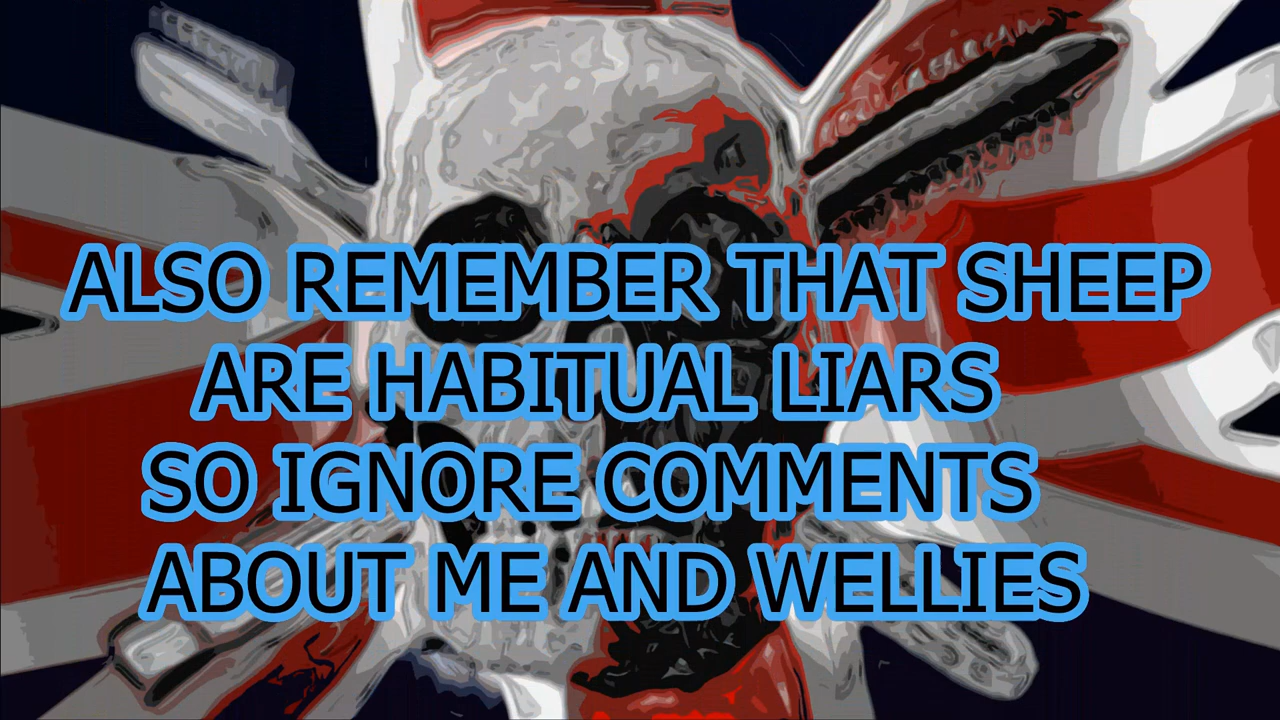 ALSO REMEMBER THAT SHEEP
ARE HABITUAL LIARS
SO IGNORE COMMENTS
ABOUT ME AND WELLIES